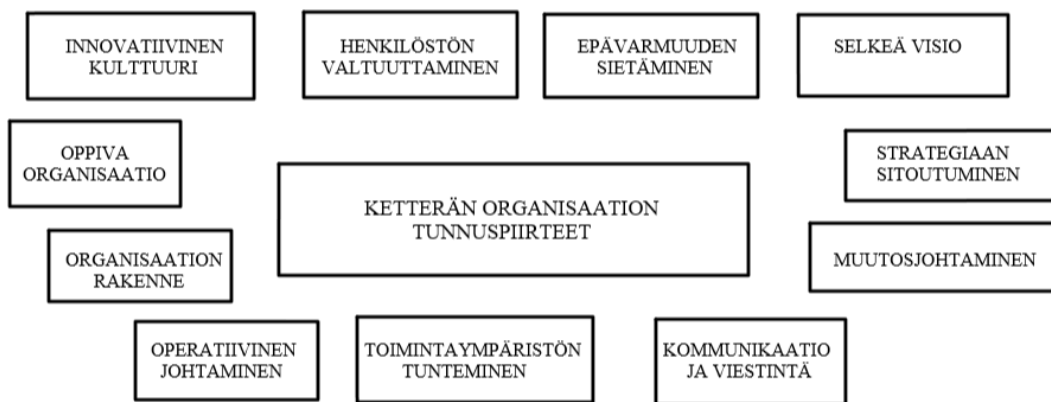 INNOVATIIVINEN
KULTTUURI
HENKILÖSTÖN
VALTUUTTAMINEN
EPÄVARMUUDEN
SIETÄMINEN
SELKEÄ VISIO
OPPIVA
ORGANISAATIO
STRATEGIAAN
SITOUTUMINEN
KETTERÄN ORGANISAATION
TUNNUSPIIRTEET
ORGANISAATION
RAKENNE
MUUTOSJOHTAMINEN
OPERATIIVINEN
JOHTAMINEN
TOIMINTAYMPÄRISTÖN
TUNTEMINEN
KOMMUNIKAATIO
JA VIESTINTÄ